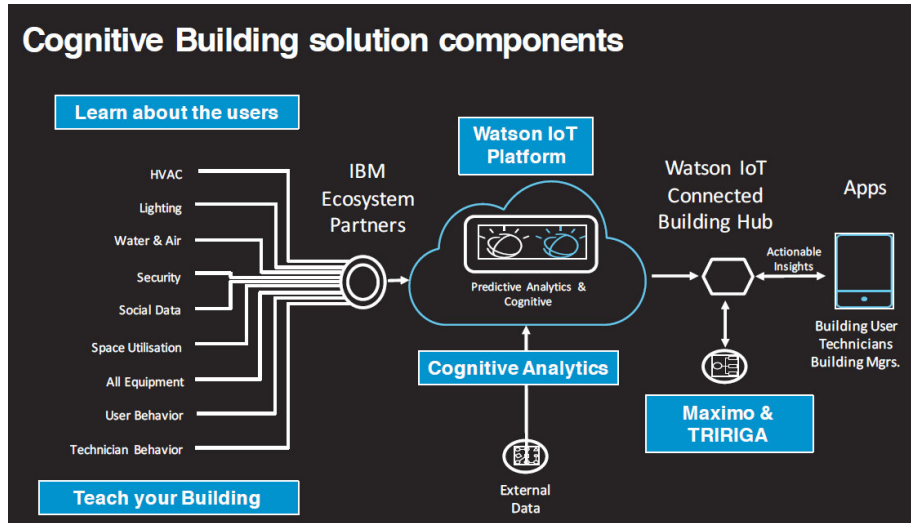 Cognitive Building solution components
Learn about the users
HVAC
Lighting
Water & Air
Security
Social Data
Space Utilisation
All Equipment
User Behavior
Technician Behavior
Teach your Building
IBM
Ecosystem
Partners
Watson IoT
Platform
Predictive Analytics &
Cognitive
Cognitive Analytics
External
Data
Watson IoT
Connected
Building Hub
Actionable
Insights
Maximo &
TRIRIGA
Apps
Building User
Technicians
Building Mgrs.